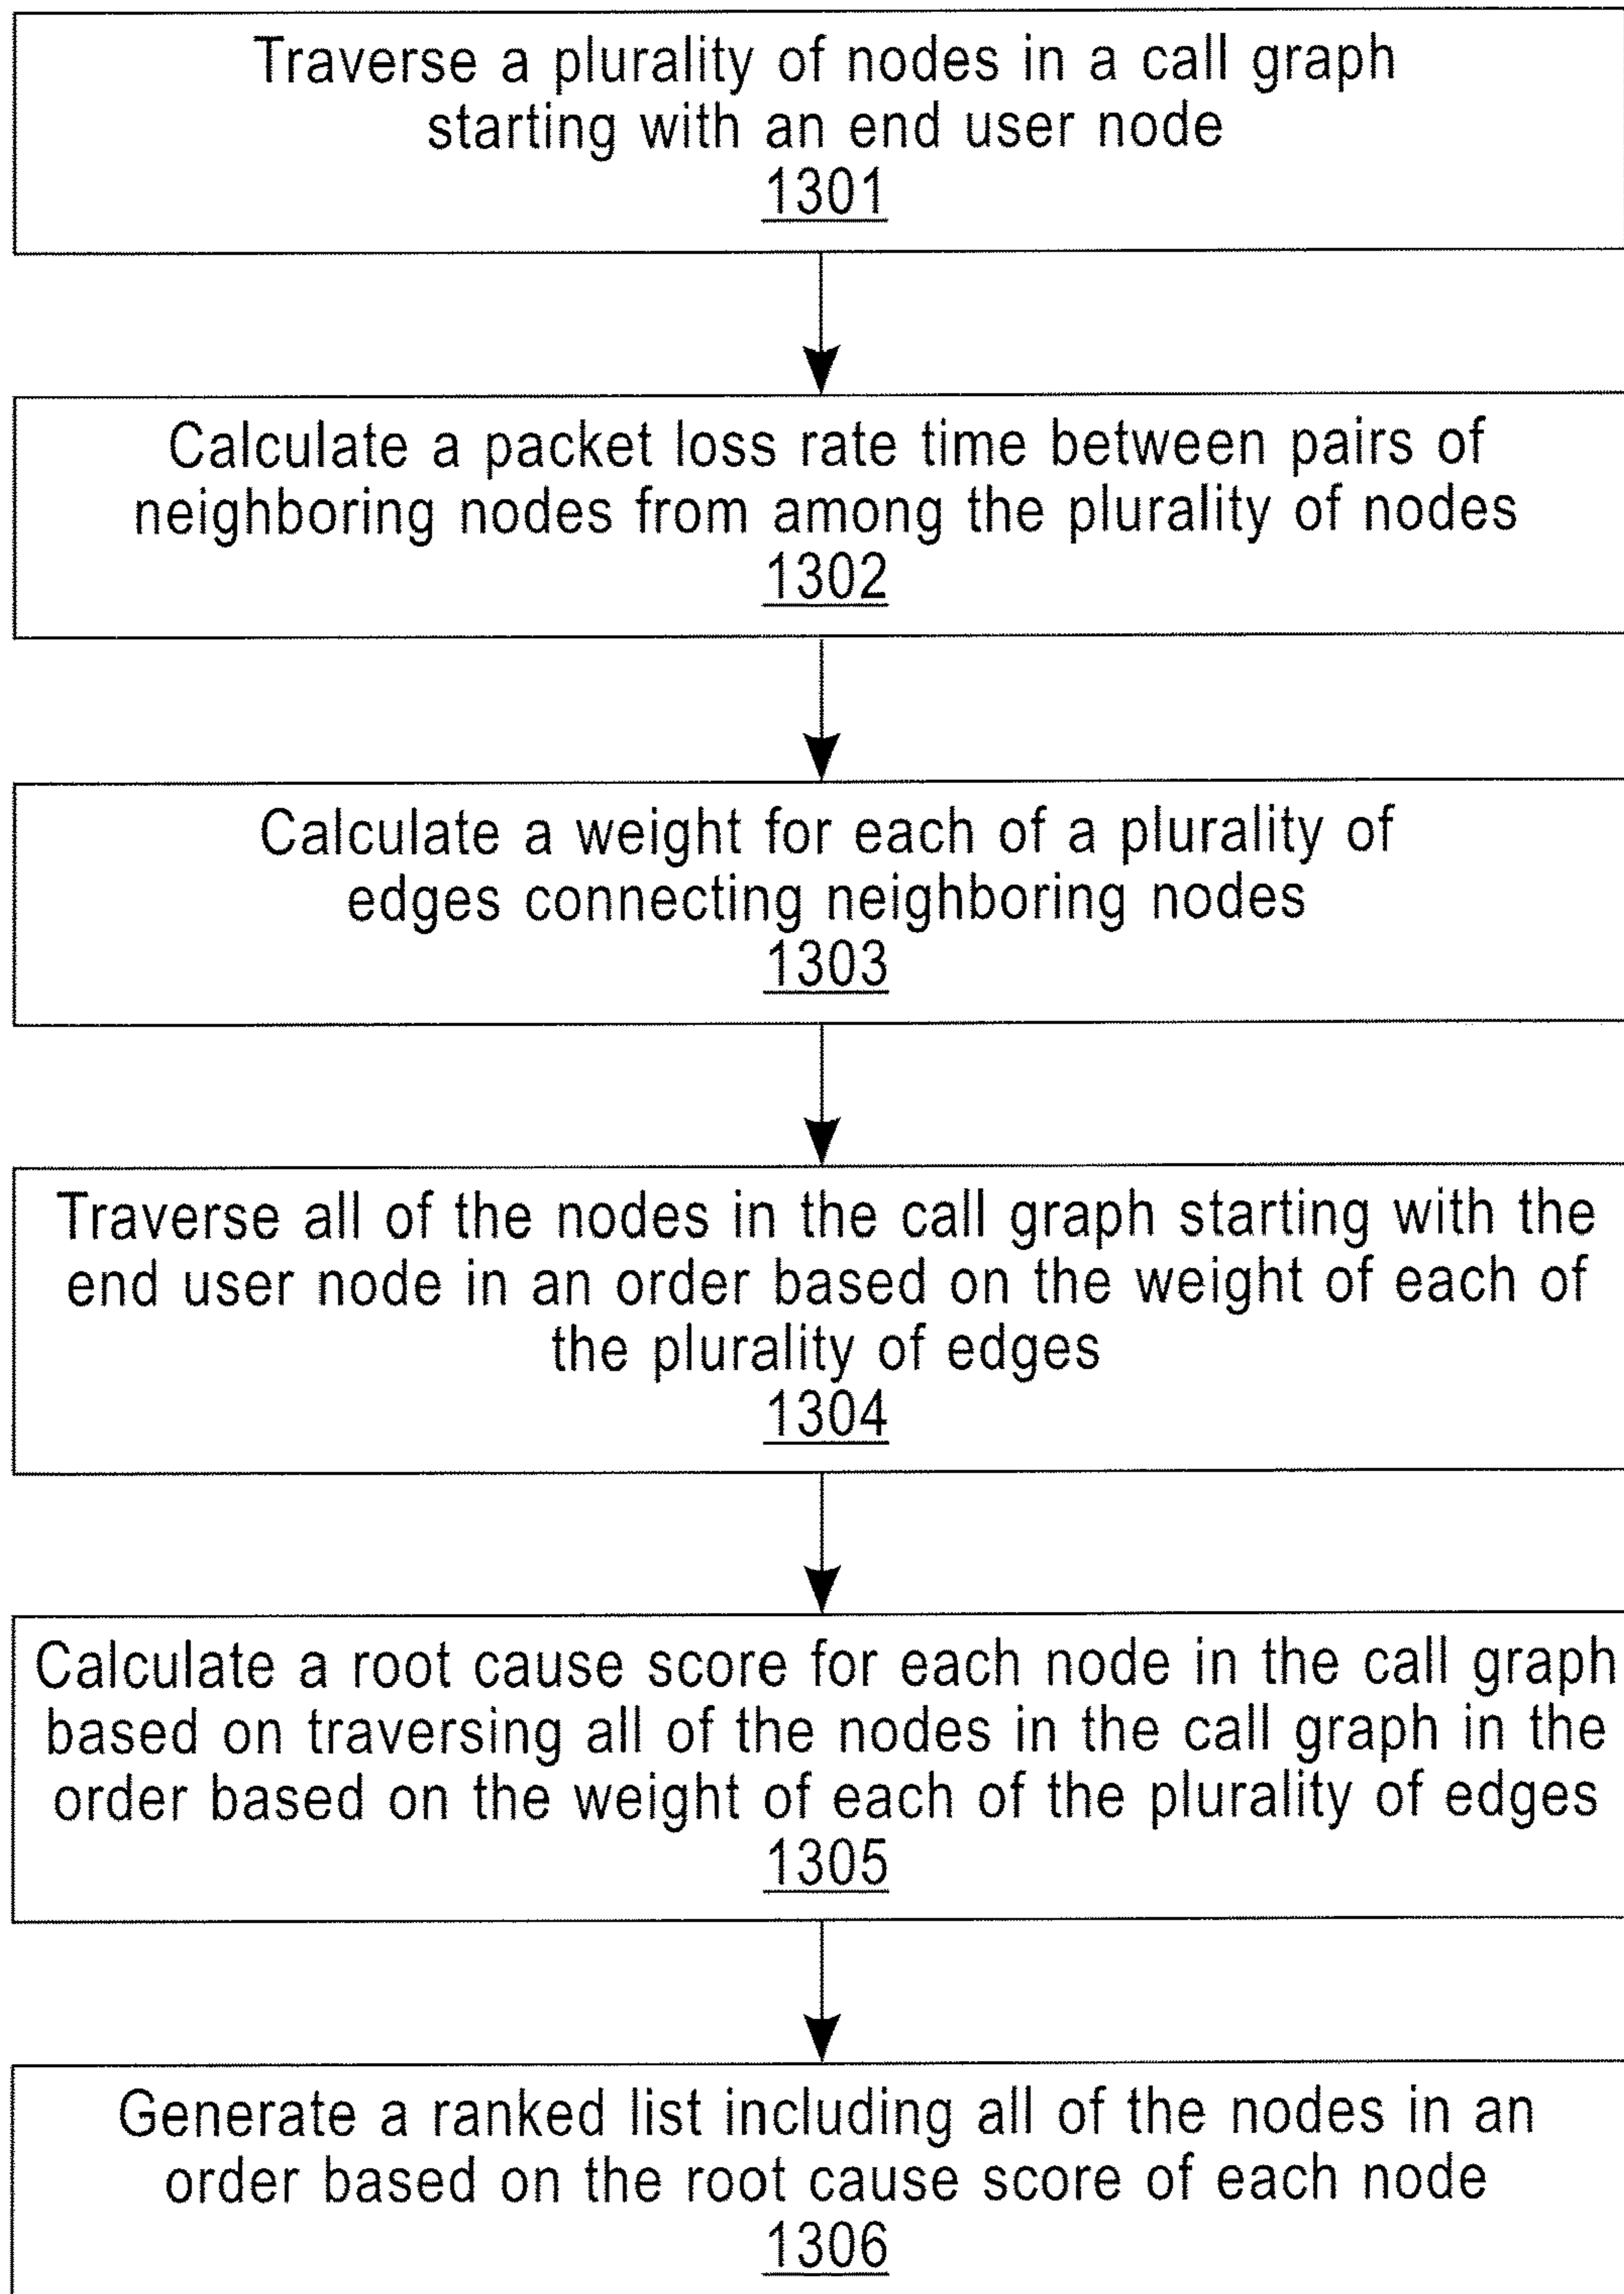 Traverse a plurality of nodes in a call graph
starting with an end user node
1301
Calculate a packet loss rate time between pairs of
neighboring nodes from among the plurality of nodes
1302
Calculate a weight for each of a plurality of
edges connecting neighboring nodes
1303
Traverse all of the nodes in the call graph starting with the
end user node in an order based on the weight of each of
the plurality of edges
1304
Calculate a root cause score for each node in the call graph
based on traversing all of the nodes in the call graph in the
order based on the weight of each of the plurality of edges
1305
Generate a ranked list including all of the nodes in an
order based on the root cause score of each node
1306